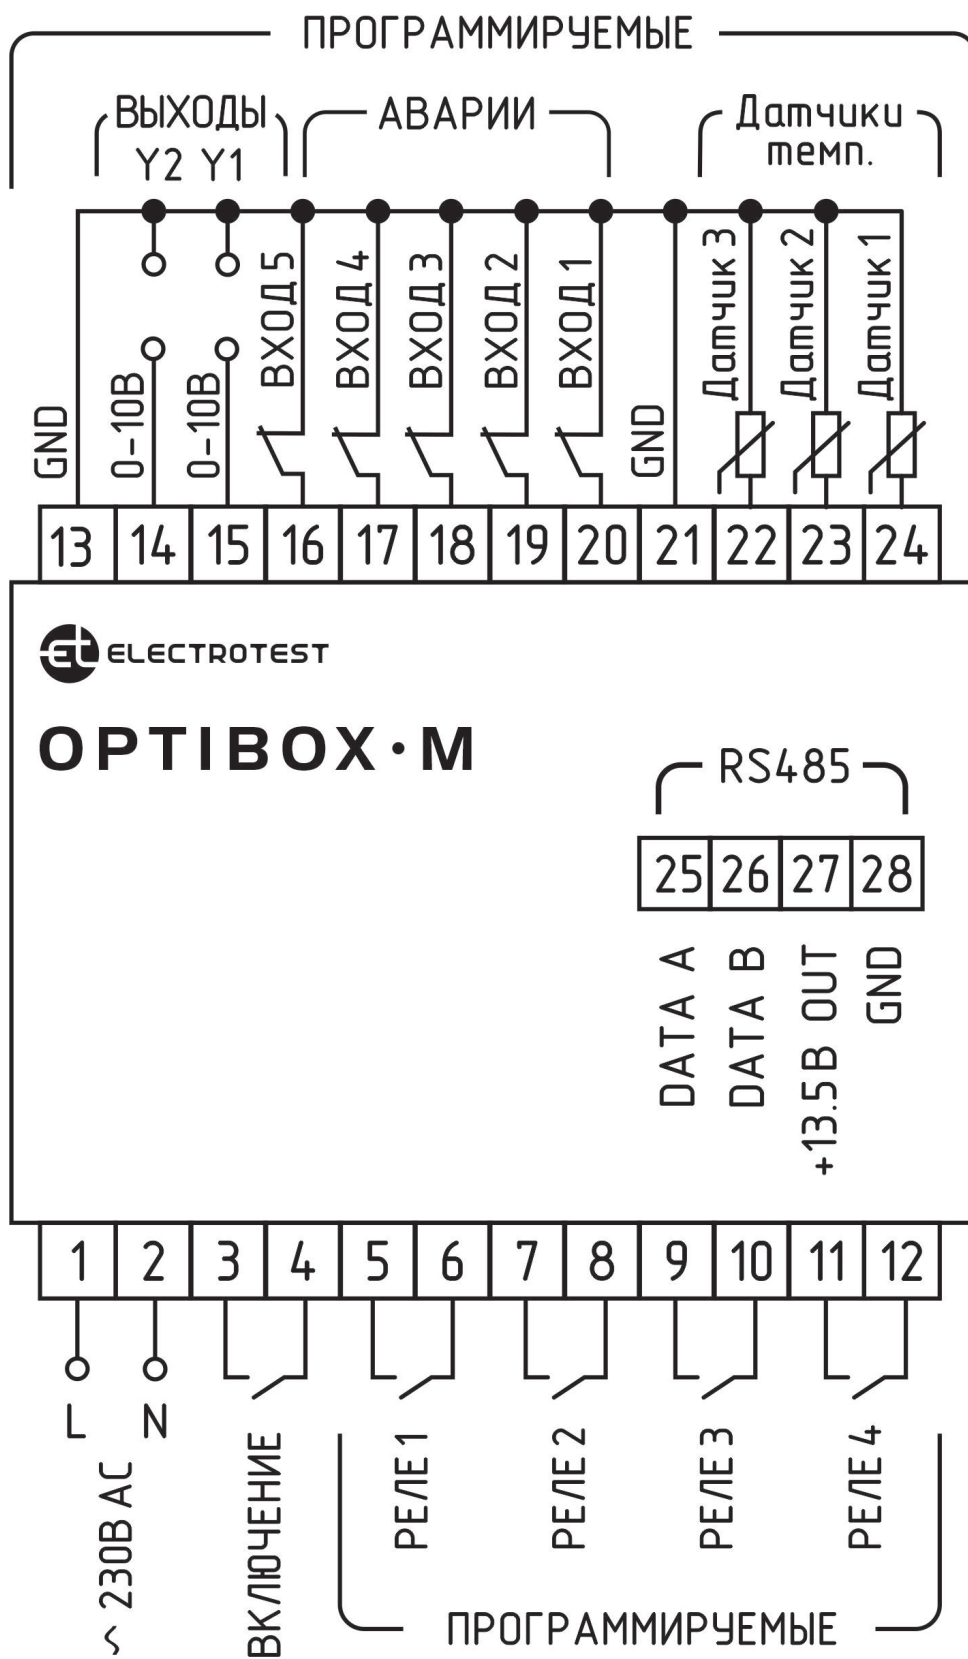 ПРОГРАММИРУЕМЫЕ
ВЫХОДЫ
Y2 Y1
АВАРИИ
Датчики
темп.
GND
0-10В
0-10В
ВХОД 5
ВХОД 4
ВХОД 3
ВХОД 2
ВХОД 1
GND
Датчик 3
Датчик 2
Датчик 1
13 14 15 16 17 18 19 20 21 22 23 24
et ELECTROTEST
OPTIBOX·M
RS485
25 26 27 28
DATA A
DATA B
+13.5В OUT
GND
1 2 3 4 5 6 7 8 9 10 11 12
L
N
~ 230В AC
ВКЛЮЧЕНИЕ
РЕЛЕ 1
РЕЛЕ 2
РЕЛЕ 3
РЕЛЕ 4
ПРОГРАММИРУЕМЫЕ